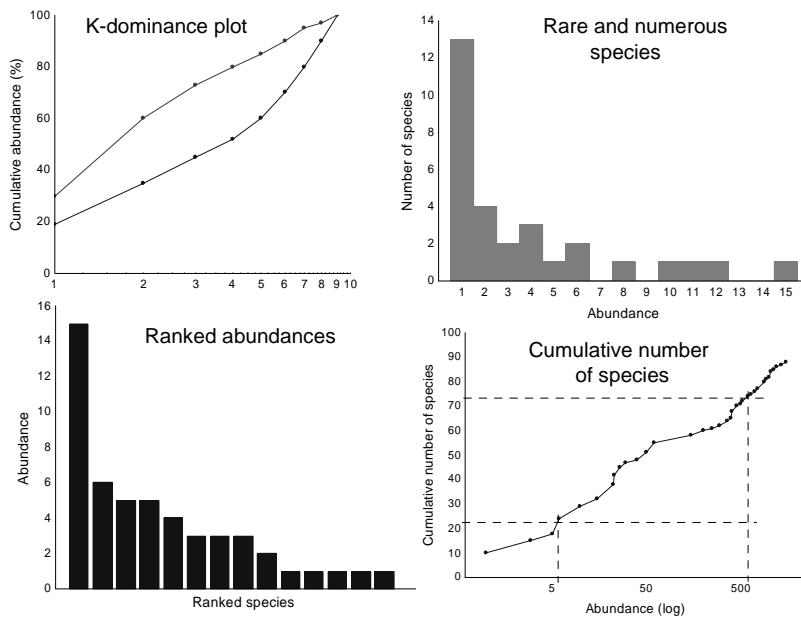 K-dominance plot
Cumulative abundance (%)
100
80
60
40
20
0
1 2 3 4 5 6 7 8 9 10
Rare and numerous
species
Number of species
14
12
10
8
6
4
2
0
1 2 3 4 5 6 7 8 9 10 11 12 13 14 15
Abundance
Ranked abundances
Abundance
16
14
12
10
8
6
4
2
0
Ranked species
Cumulative number
of species
Cumulative number of species
100
90
80
70
60
50
40
30
20
10
0
5 50 500
Abundance (log)